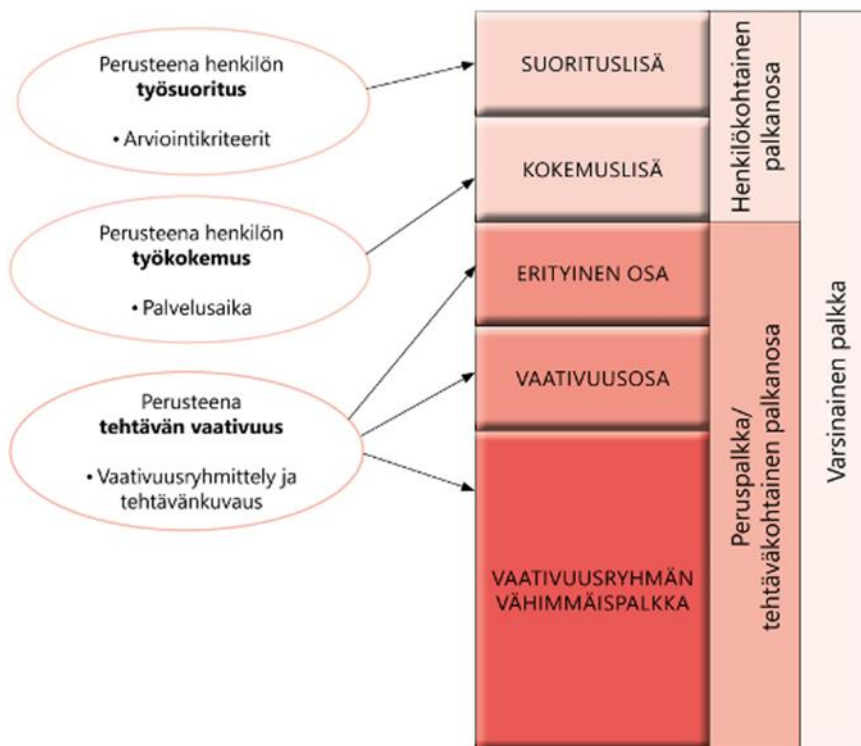 Perusteena henkilön
työsuoritus
• Arviointikriteerit
Perusteena henkilön
työkokemus
• Palvelusaika
Perusteena
tehtävän vaativuus
• Vaativuusryhmittely ja
tehtävänkuvaus
SUORITUSLISÄ
KOKEMUSLISÄ
ERITYINEN OSA
VAATIVUUSOSA
VAATIVUUSRYHMÄN
VÄHIMMÄISPALKKA
Henkilökohtainen
palkanosa
Peruspalkka/
tehtäväkohtainen palkanosa
Varsinainen palkka